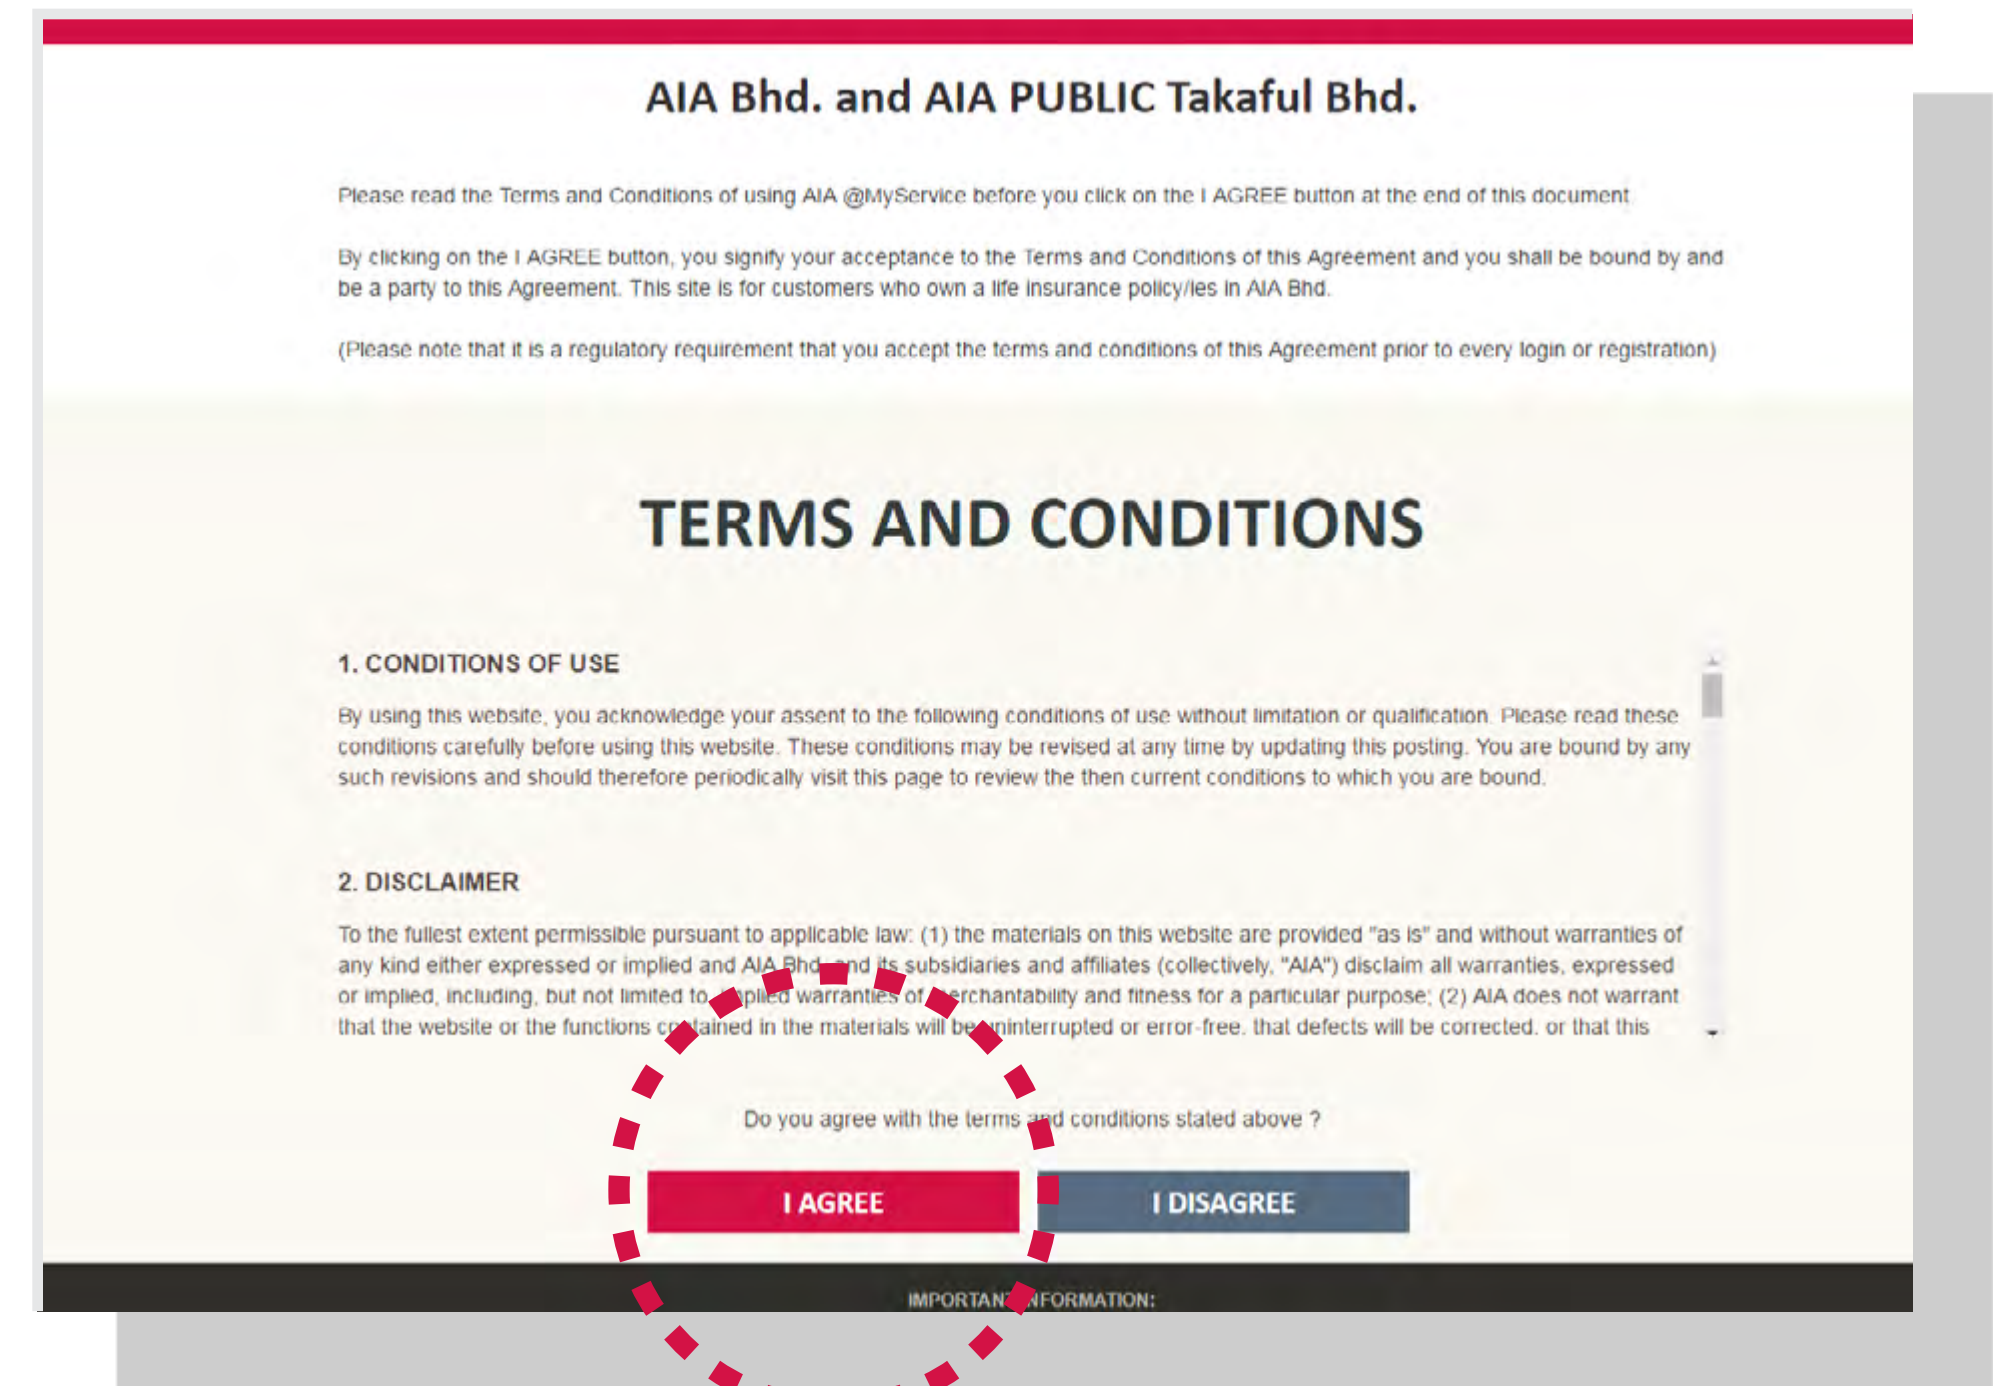 AIA Bhd. and AIA PUBLIC Takaful Bhd.
Please read the Terms and Conditions of using AIA @MyService before you click on the I AGREE button at the end of this document
By clicking on the I AGREE button, you signify your acceptance to the Terms and Conditions of this Agreement and you shall be bound by and
be a party to this Agreement. This site is for customers who own a life insurance policy/ies in AIA Bhd.
(Please note that it is a regulatory requirement that you accept the terms and conditions of this Agreement prior to every login or registration)
TERMS AND CONDITIONS
1. CONDITIONS OF USE
By using this website, you acknowledge your assent to the following conditions of use without limitation or qualification. Please read these
conditions carefully before using this website. These conditions may be revised at any time by updating this posting. You are bound by any
such revisions and should therefore periodically visit this page to review the then current conditions to which you are bound.
2. DISCLAIMER
To the fullest extent permissible pursuant to applicable law: (1) the materials on this website are provided "as is" and without warranties of
any kind either expressed or implied and AIA Bhd. and its subsidiaries and affiliates (collectively, "AIA") disclaim all warranties, expressed
or implied, including, but not limited to, implied warranties of merchantability and fitness for a particular purpose; (2) AIA does not warrant
that the website or the functions contained in the materials will be uninterrupted or error-free, that defects will be corrected, or that this
Do you agree with the terms and conditions stated above ?
I AGREE
I DISAGREE
IMPORTANT INFORMATION: